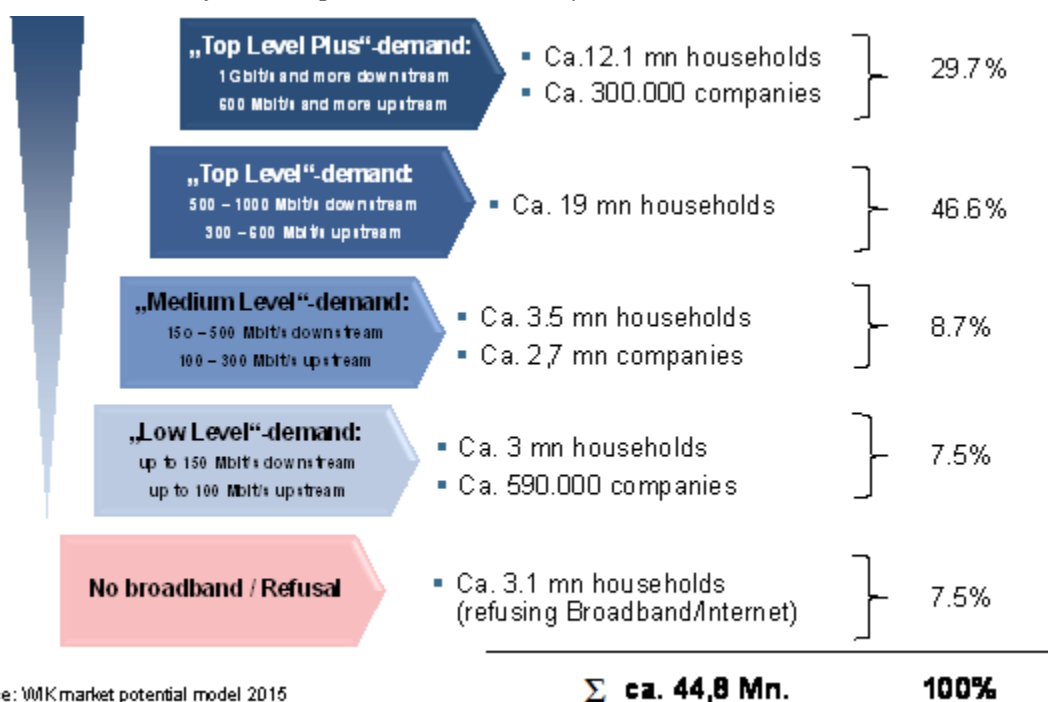 „Top Level Plus“-demand:
1 Gbit/s and more downstream
600 Mbit/s and more upstream
▪ Ca.12.1 mn households
▪ Ca. 300.000 companies
29.7%
„Top Level“-demand:
500 – 1000 Mbit/s downstream
300 – 600 Mbit/s upstream
▪ Ca. 19 mn households
46.6%
„Medium Level“-demand:
15o – 500 Mbit/s downstream
100 – 300 Mbit/s upstream
▪ Ca. 3.5 mn households
▪ Ca. 2,7 mn companies
8.7%
„Low Level“-demand:
up to 150 Mbit/s downstream
up to 100 Mbit/s upstream
▪ Ca. 3 mn households
▪ Ca. 590.000 companies
7.5%
No broadband / Refusal
▪ Ca. 3.1 mn households
(refusing Broadband/Internet)
7.5%
e: WIK market potential model 2015
Σ ca. 44,8 Mn.
100%